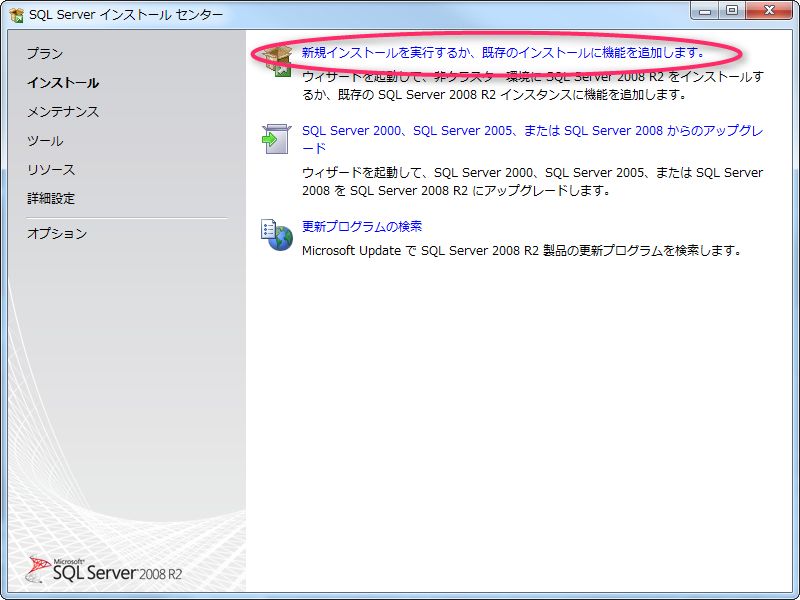 SQL Server インストール センター
プラン
インストール
メンテナンス
ツール
リソース
詳細設定
オプション
新規インストールを実行するか、既存のインストールに機能を追加します。
ウィザードを起動して、非クラスター環境に SQL Server 2008 R2 をインストールす
るか、既存の SQL Server 2008 R2 インスタンスに機能を追加します。
SQL Server 2000、SQL Server 2005、または SQL Server 2008 からのアップグレ
ード
ウィザードを起動して、SQL Server 2000、SQL Server 2005、または SQL Server
2008 を SQL Server 2008 R2 にアップグレードします。
更新プログラムの検索
Microsoft Update で SQL Server 2008 R2 製品の更新プログラムを検索します。
Microsoft
SQL Server 2008 R2